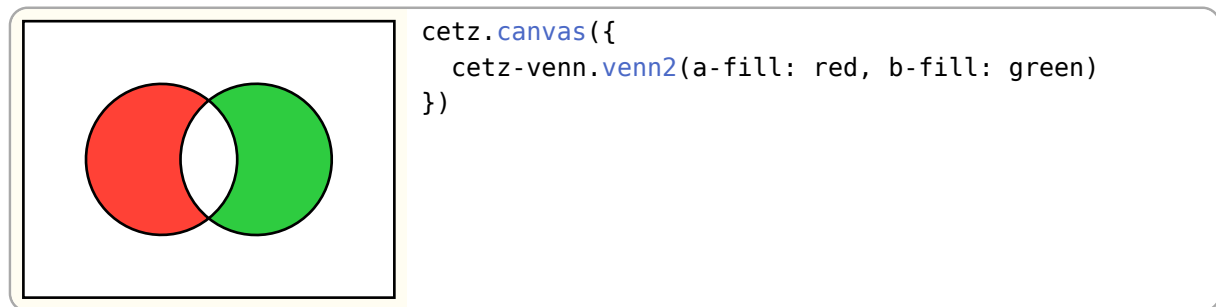 cetz.canvas({
  cetz-venn.venn2(a-fill: red, b-fill: green)
})